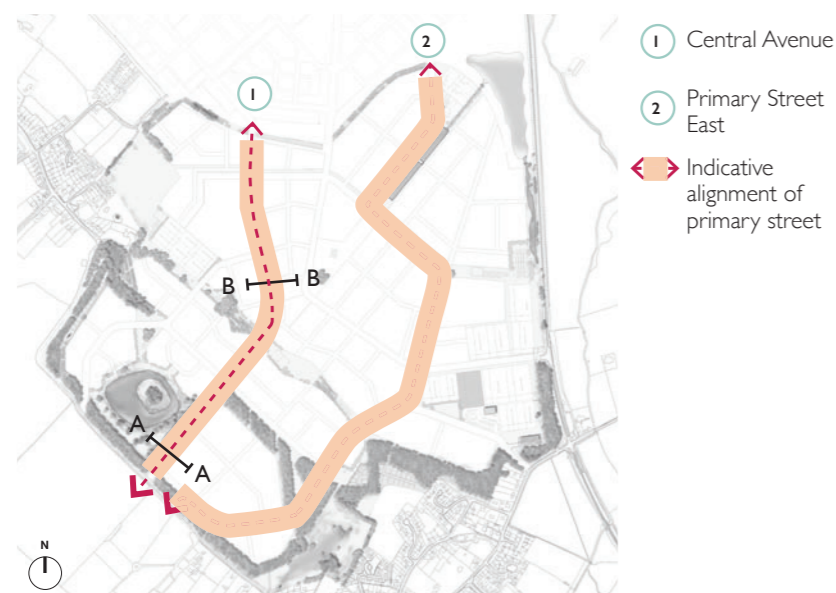 1
2
B
B
A
A
N
1 Central Avenue
2 Primary Street
East
Indicative
alignment of
primary street